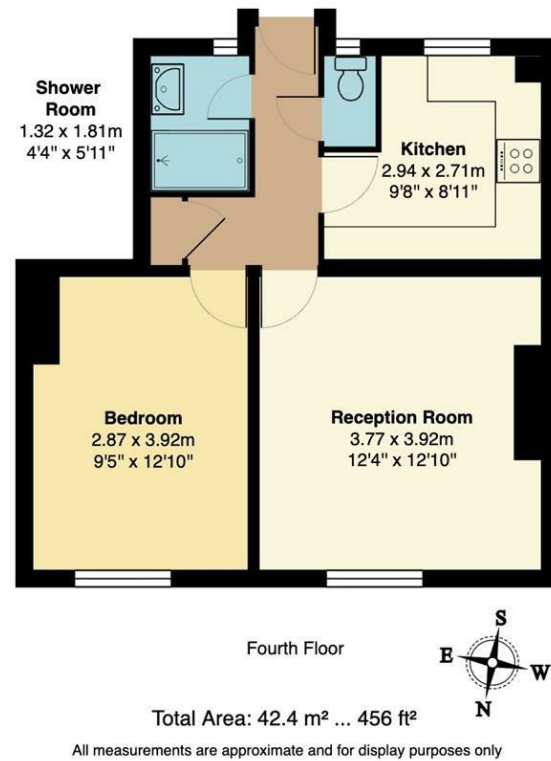 Shower
Room
1.32 x 1.81m
4'4" x 5'11"
Kitchen
2.94 x 2.71m
9'8" x 8'11"
Bedroom
2.87 x 3.92m
9'5" x 12'10"
Reception Room
3.77 x 3.92m
12'4" x 12'10"
Fourth Floor
S
E
W
N
Total Area: 42.4 m² ... 456 ft²
All measurements are approximate and for display purposes only